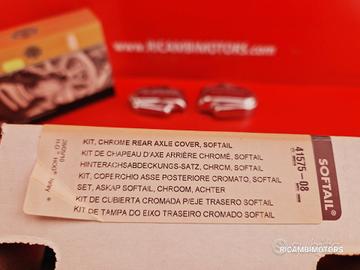 www.RICAMBIMOTORS.com
KIT, CHROME REAR AXLE COVER, SOFTAIL
KIT DE CHAPEAU D'AXE ARRIÈRE CHROMÉ, SOFTAIL
HINTERACHSABDECKUNGS-SATZ, CHROM, SOFTAIL
KIT, COPERCHIO ASSE POSTERIORE CROMATO, SOFTAIL
SET, ASKAP SOFTAIL, CHROOM, ACHTER
KIT DE CUBIERTA CROMADA P/EJE TRASERO SOFTAIL
KIT DE TAMPA DO EIXO TRASEIRO CROMADO SOFTAIL
41575-08
SOFTAIL